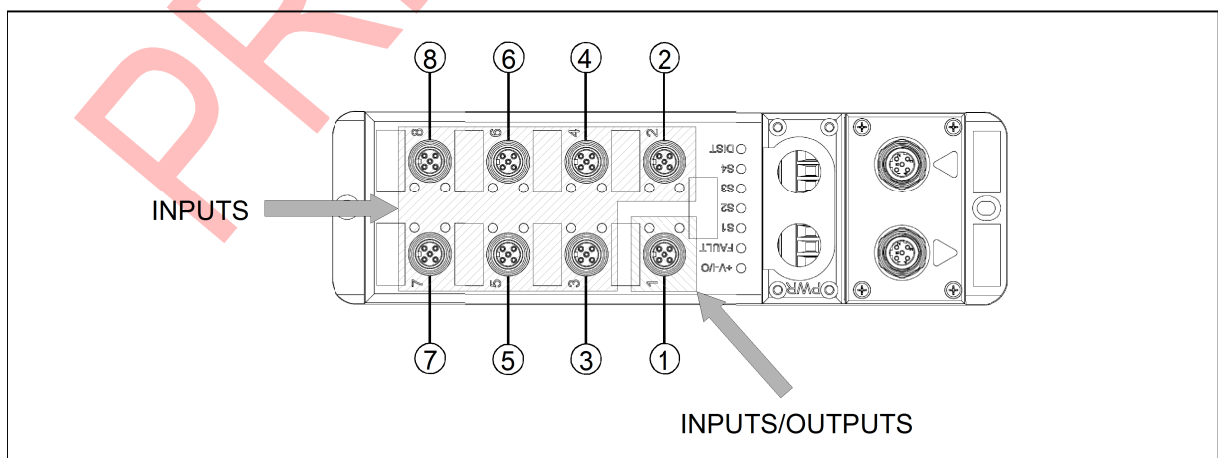 PR
8 6 4 2
8 6 4 2
DIST
S4
S3
S2
S1
FAULT
+V-I/O
PWR
INPUTS
7 5 3 1
7 5 3 1
INPUTS/OUTPUTS